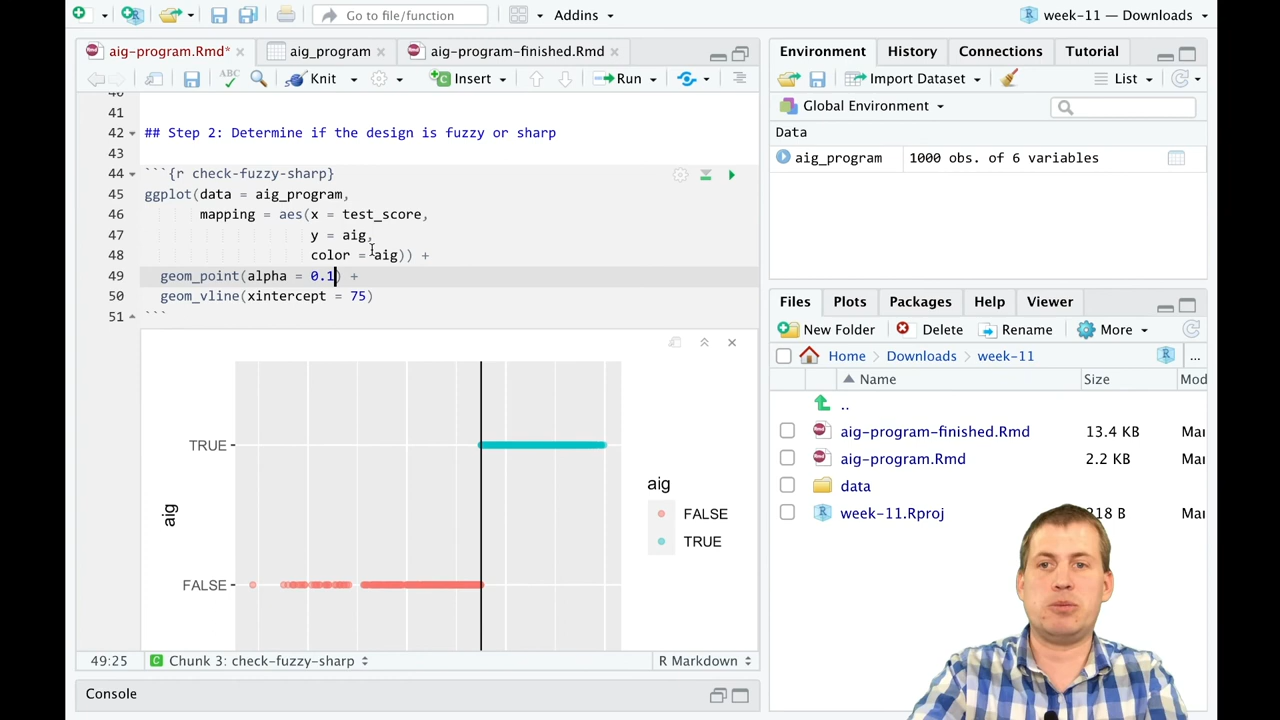 Go to file/function
Addins
week-11 — Downloads
aig-program.Rmd*
aig_program
aig-program-finished.Rmd
ABC
Knit
Insert
Run
41
42
## Step 2: Determine if the design is fuzzy or sharp
43
44
```{r check-fuzzy-sharp}
45
ggplot(data = aig_program,
46
mapping = aes(x = test_score,
47
y = aig,
48
color = aig)) +
49
geom_point(alpha = 0.1) +
50
geom_vline(xintercept = 75)
51
```
TRUE
FALSE
aig
aig
FALSE
TRUE
49:25
Chunk 3: check-fuzzy-sharp
R Markdown
Console
Environment
History
Connections
Tutorial
Import Dataset
List
Global Environment
Data
aig_program
1000 obs. of 6 variables
Files
Plots
Packages
Help
Viewer
New Folder
Delete
Rename
More
Home
Downloads
week-11
...
Name
Size
Mod
..
aig-program-finished.Rmd
13.4 KB
Mar
aig-program.Rmd
2.2 KB
Mar
data
week-11.Rproj
218 B
Mar